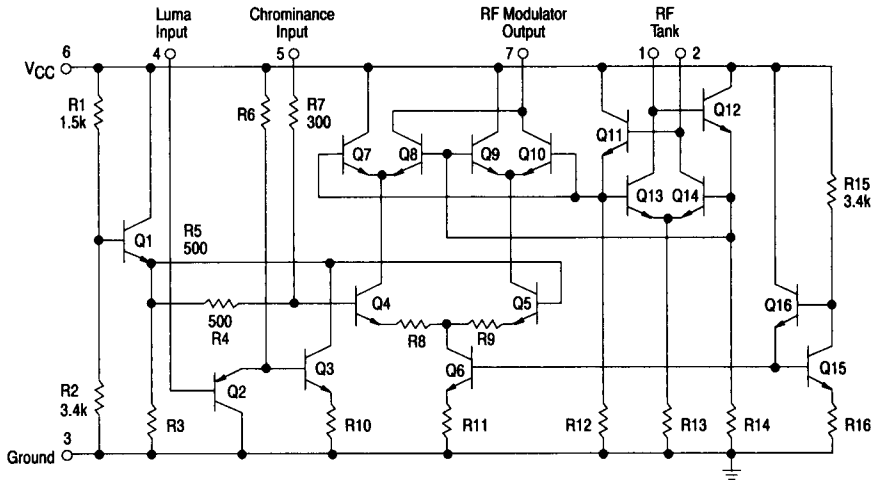 Luma
Input
Chrominance
Input
RF Modulator
Output
RF
Tank
6
4
5
7
1
2
VCC
R1
1.5k
R6
R7
300
Q7
Q8
Q9
Q10
Q11
Q12
Q13
Q14
R15
3.4k
Q1
R5
500
500
R4
Q4
Q5
R8
R9
Q16
Q2
Q3
Q6
Q15
R2
3.4k
R3
R10
R11
R12
R13
R14
R16
3
Ground